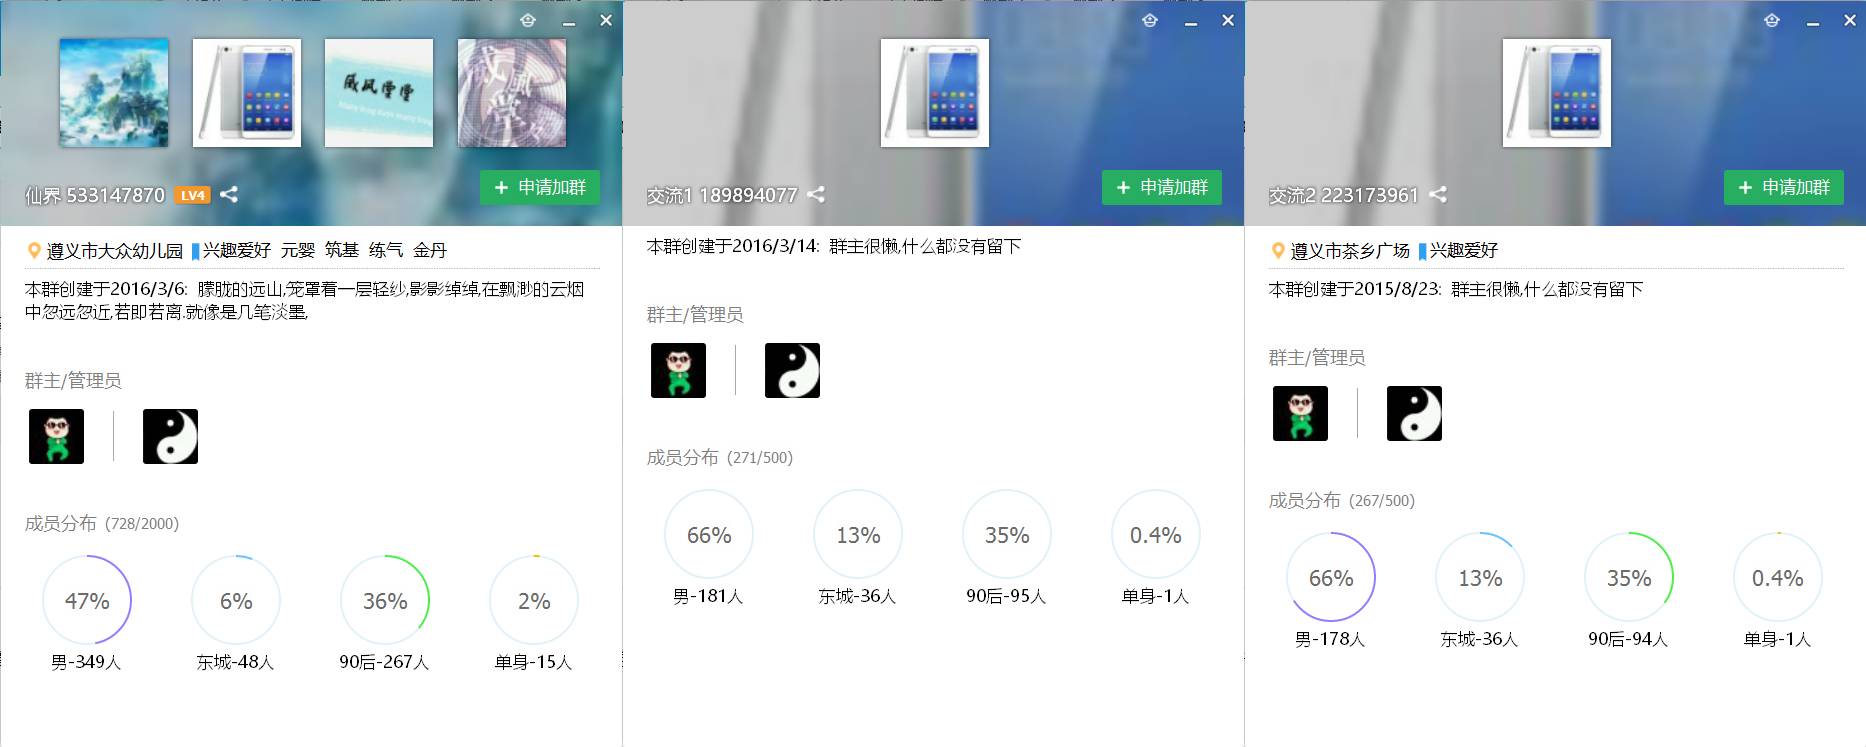 威风堂堂
仙界 533147870 LV4
+ 申请加群
遵义市大众幼儿园 兴趣爱好 元婴 筑基 练气 金丹
本群创建于2016/3/6: 朦胧的远山,笼罩着一层轻纱,影影绰绰,在飘渺的云烟
中忽远忽近,若即若离.就像是几笔淡墨,
群主/管理员
成员分布 (728/2000)
47% 6% 36% 2%
男-349人 东城-48人 90后-267人 单身-15人
交流1 189894077
+ 申请加群
本群创建于2016/3/14: 群主很懒,什么都没有留下
群主/管理员
成员分布 (271/500)
66% 13% 35% 0.4%
男-181人 东城-36人 90后-95人 单身-1人
交流2 223173961
+ 申请加群
遵义市茶乡广场 兴趣爱好
本群创建于2015/8/23: 群主很懒,什么都没有留下
群主/管理员
成员分布 (267/500)
66% 13% 35% 0.4%
男-178人 东城-36人 90后-94人 单身-1人